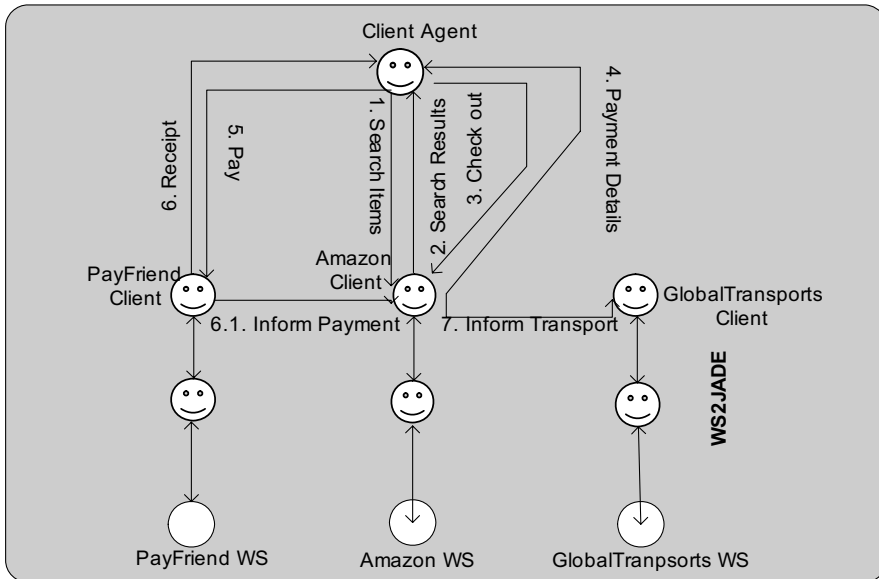 Client Agent
6. Receipt
5. Pay
1. Search Items
2. Search Results
3. Check out
4. Payment Details
PayFriend
Client
Amazon
Client
GlobalTransports
Client
6.1. Inform Payment
7. Inform Transport
WS2JADE
PayFriend WS
Amazon WS
GlobalTranpsorts WS